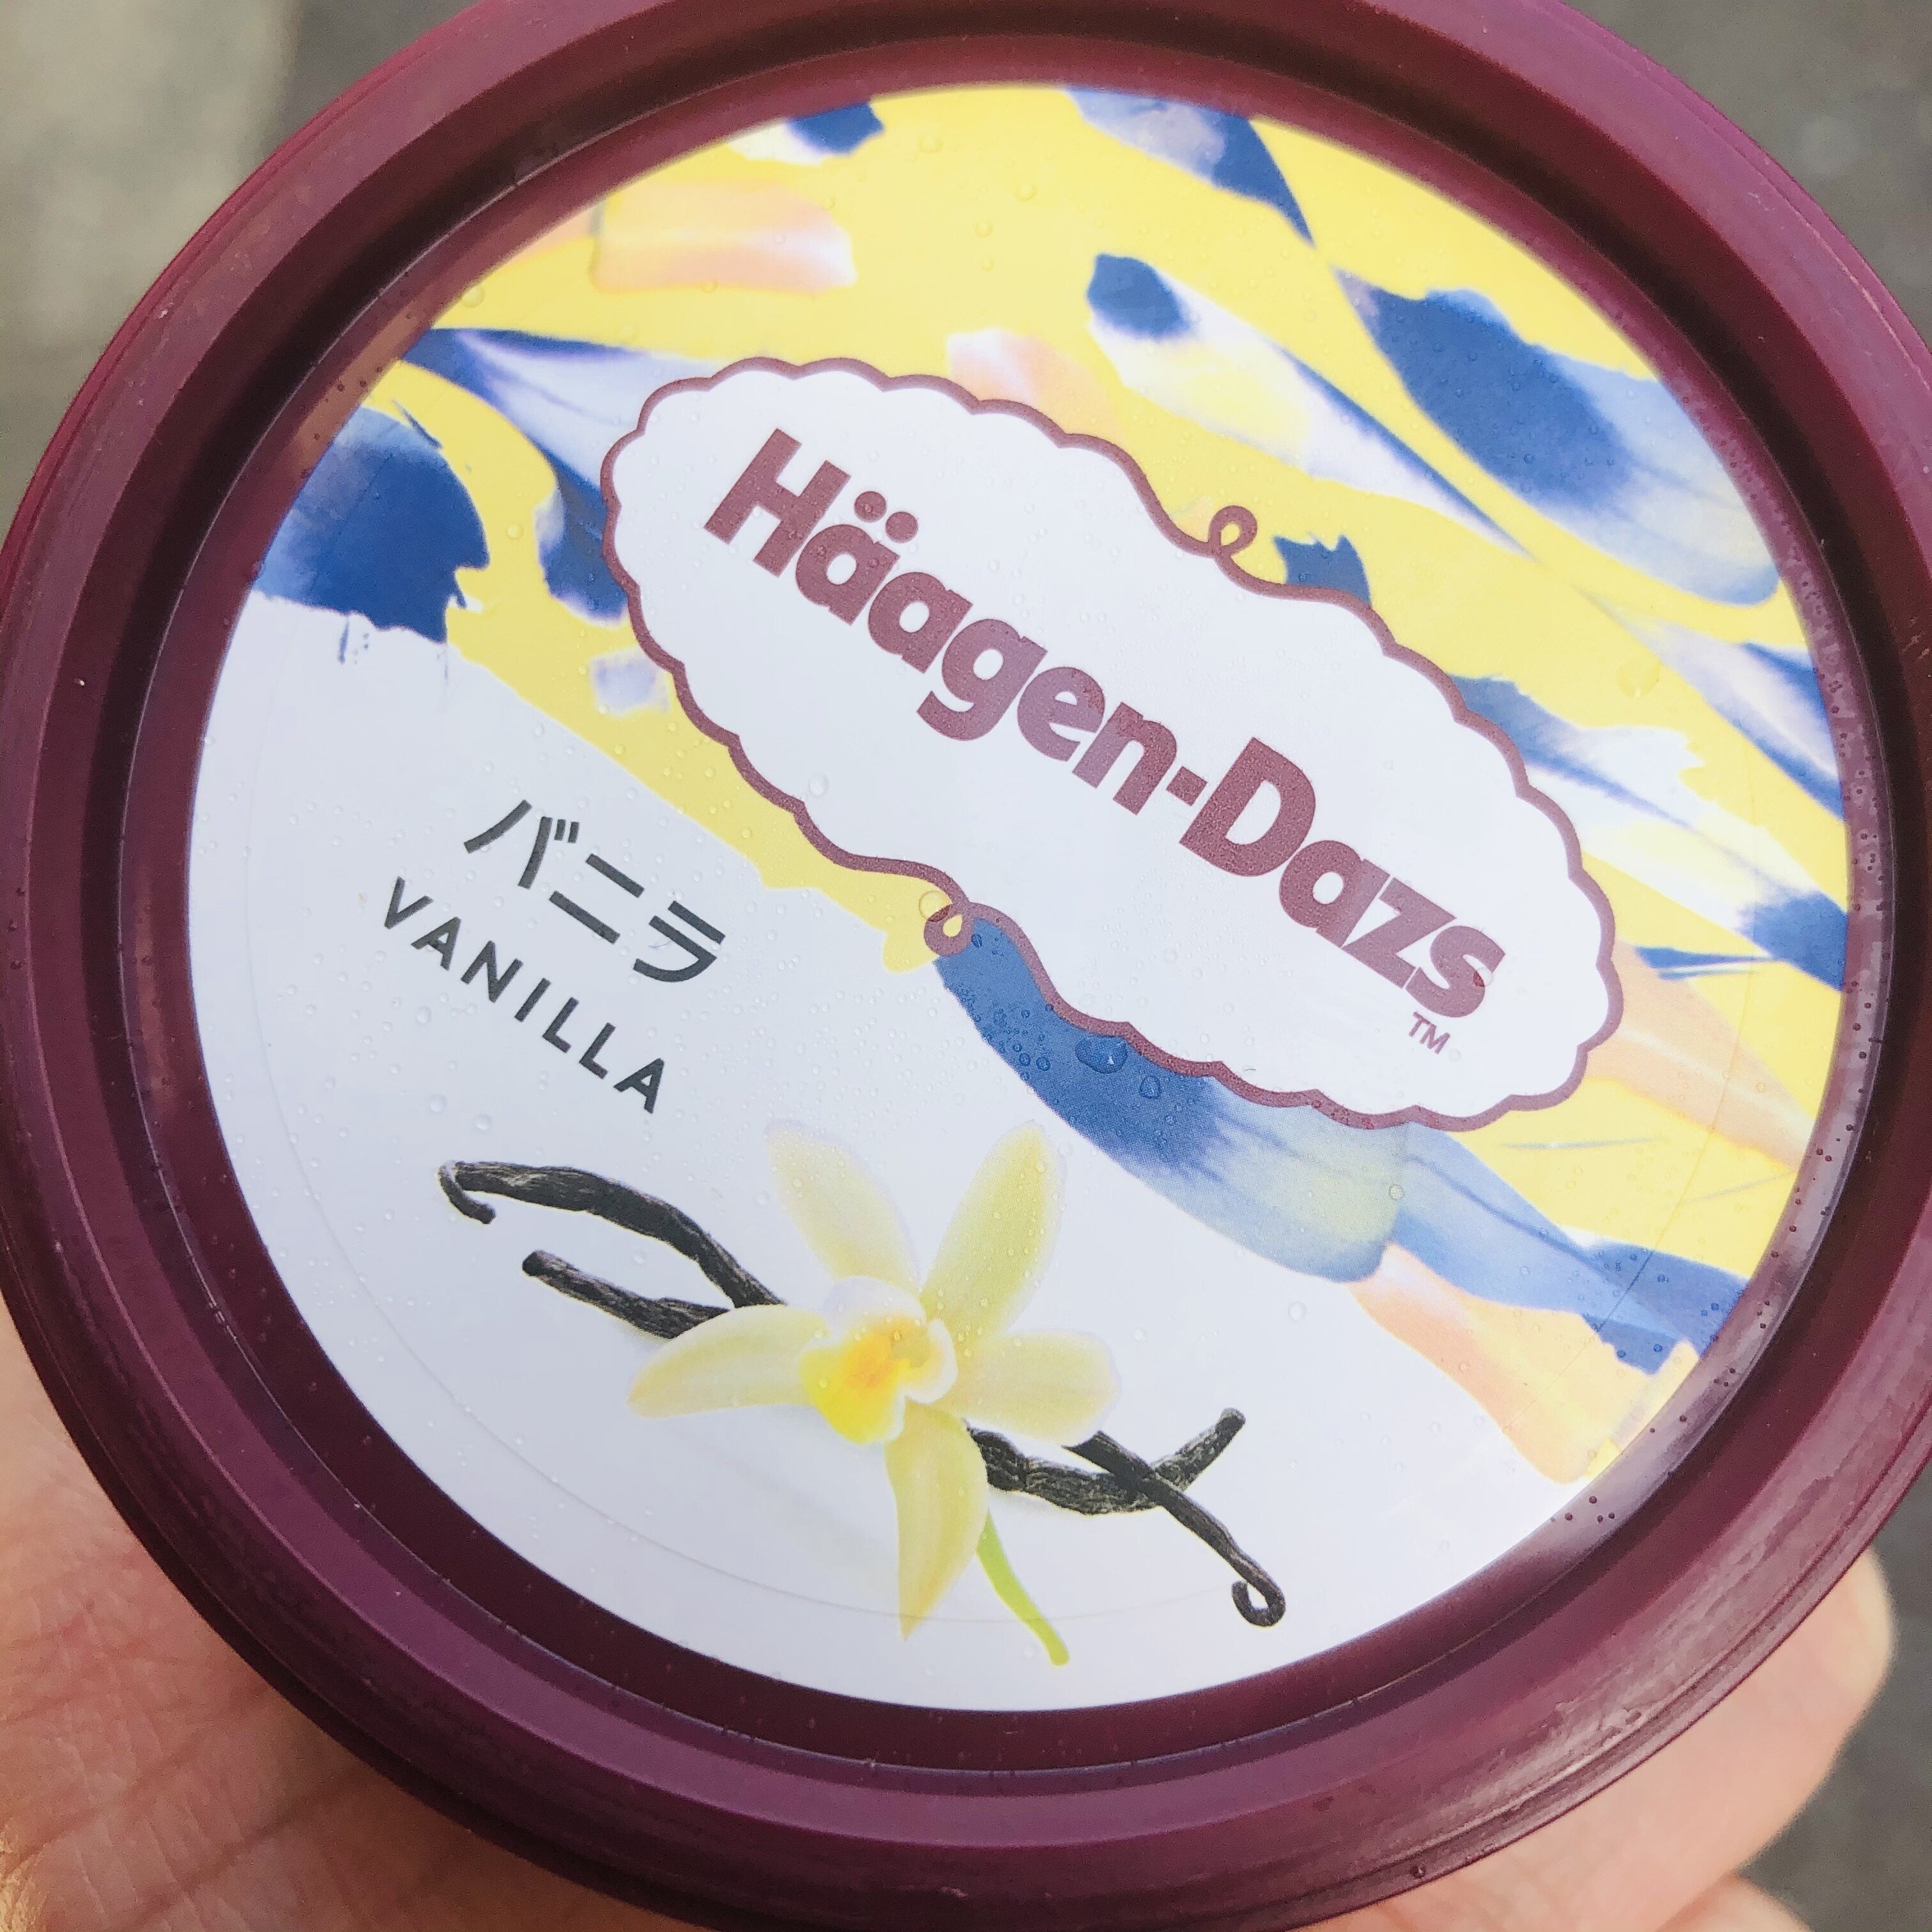 Häagen-Dazs
TM
バニラ
VANILLA